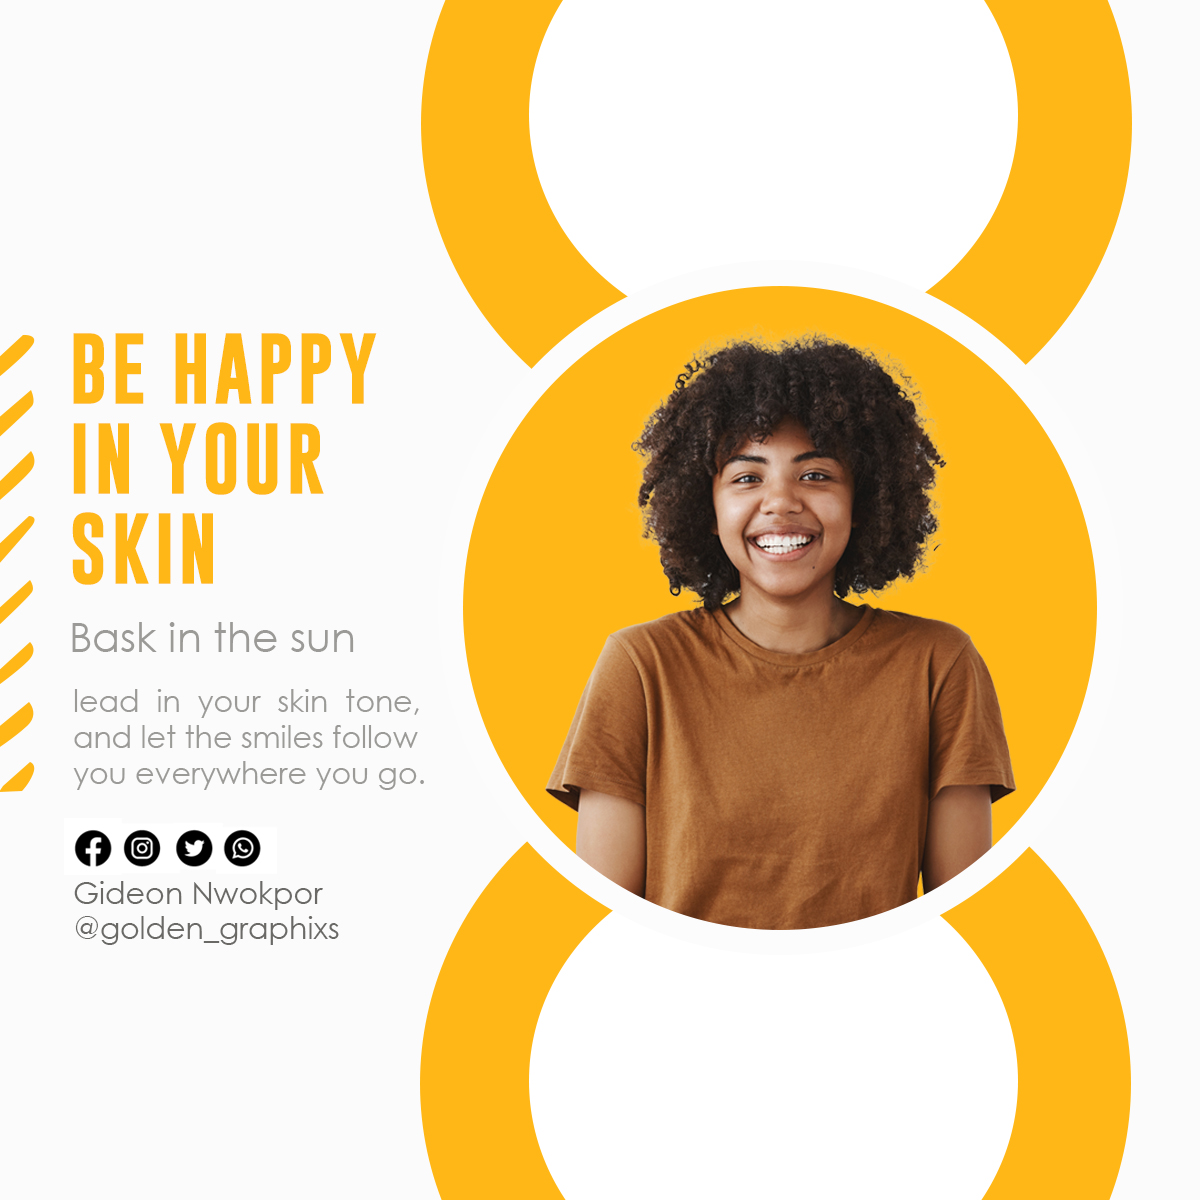 BE HAPPY
IN YOUR
SKIN
Bask in the sun
lead in your skin tone,
and let the smiles follow
you everywhere you go.
Gideon Nwokpor
@golden_graphixs